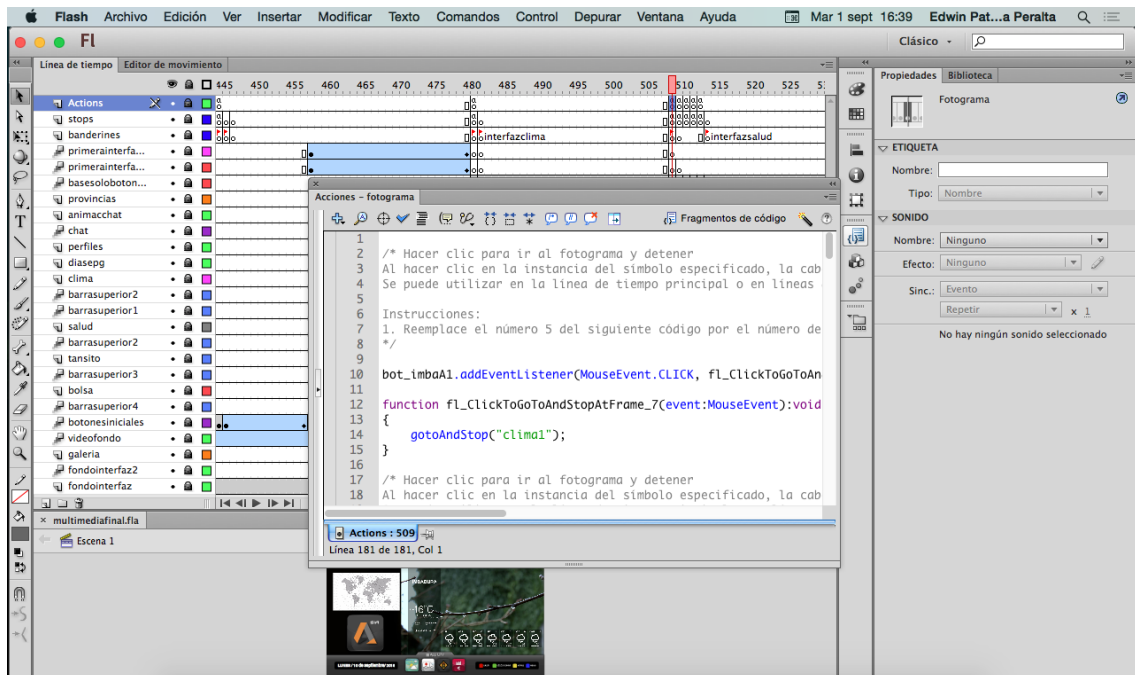 Flash Archivo Edición Ver Insertar Modificar Texto Comandos Control Depurar Ventana Ayuda Mar 1 sept 16:39 Edwin Pat...a Peralta
Fl Clásico
Línea de tiempo Editor de movimiento
445 450 455 460 465 470 475 480 485 490 495 500 505 510 515 520 525
Actions
stops
banderines interfazclima interfazsalud
primerainterfa...
primerainterfa...
basesoloboton...
provincias
animacchat
chat
perfiles
diasepg
clima
barrasuperior2
barrasuperior1
salud
barrasuperior2
tansito
barrasuperior3
bolsa
barrasuperior4
botonesiniciales
videofondo
galeria
fondointerfaz2
fondointerfaz
multimediafinal.fla
Escena 1
Acciones – fotograma
Fragmentos de código
1
2 /* Hacer clic para ir al fotograma y detener
3 Al hacer clic en la instancia del símbolo especificado, la cab
4 Se puede utilizar en la línea de tiempo principal o en líneas
5
6 Instrucciones:
7 1. Reemplace el número 5 del siguiente código por el número de
8 */
9
10 bot_imbaA1.addEventListener(MouseEvent.CLICK, fl_ClickToGoToAn
11
12 function fl_ClickToGoToAndStopAtFrame_7(event:MouseEvent):void
13 {
14 gotoAndStop("clima1");
15 }
16
17 /* Hacer clic para ir al fotograma y detener
18 Al hacer clic en la instancia del símbolo especificado, la cab
Actions : 509
Línea 181 de 181, Col 1
Propiedades Biblioteca
Fotograma
ETIQUETA
Nombre:
Tipo: Nombre
SONIDO
Nombre: Ninguno
Efecto: Ninguno
Sinc.: Evento
Repetir x 1
No hay ningún sonido seleccionado
16°C